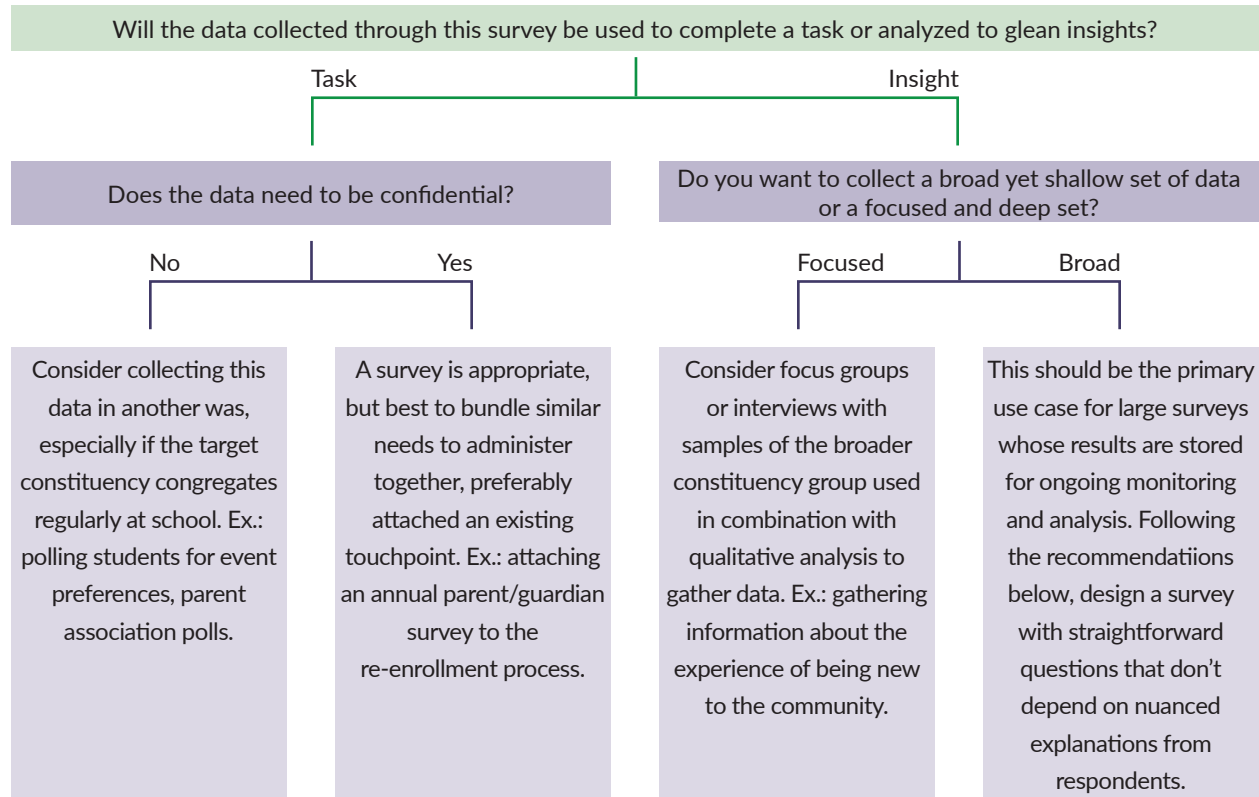 Will the data collected through this survey be used to complete a task or analyzed to glean insights?
Task
Insight
Does the data need to be confidential?
Do you want to collect a broad yet shallow set of data
or a focused and deep set?
No
Yes
Focused
Broad
Consider collecting this
data in another was,
especially if the target
constituency congregates
regularly at school. Ex.:
polling students for event
preferences, parent
association polls.
A survey is appropriate,
but best to bundle similar
needs to administer
together, preferably
attached an existing
touchpoint. Ex.: attaching
an annual parent/guardian
survey to the
re-enrollment process.
Consider focus groups
or interviews with
samples of the broader
constituency group used
in combination with
qualitative analysis to
gather data. Ex.: gathering
information about the
experience of being new
to the community.
This should be the primary
use case for large surveys
whose results are stored
for ongoing monitoring
and analysis. Following
the recommendatiions
below, design a survey
with straightforward
questions that don’t
depend on nuanced
explanations from
respondents.